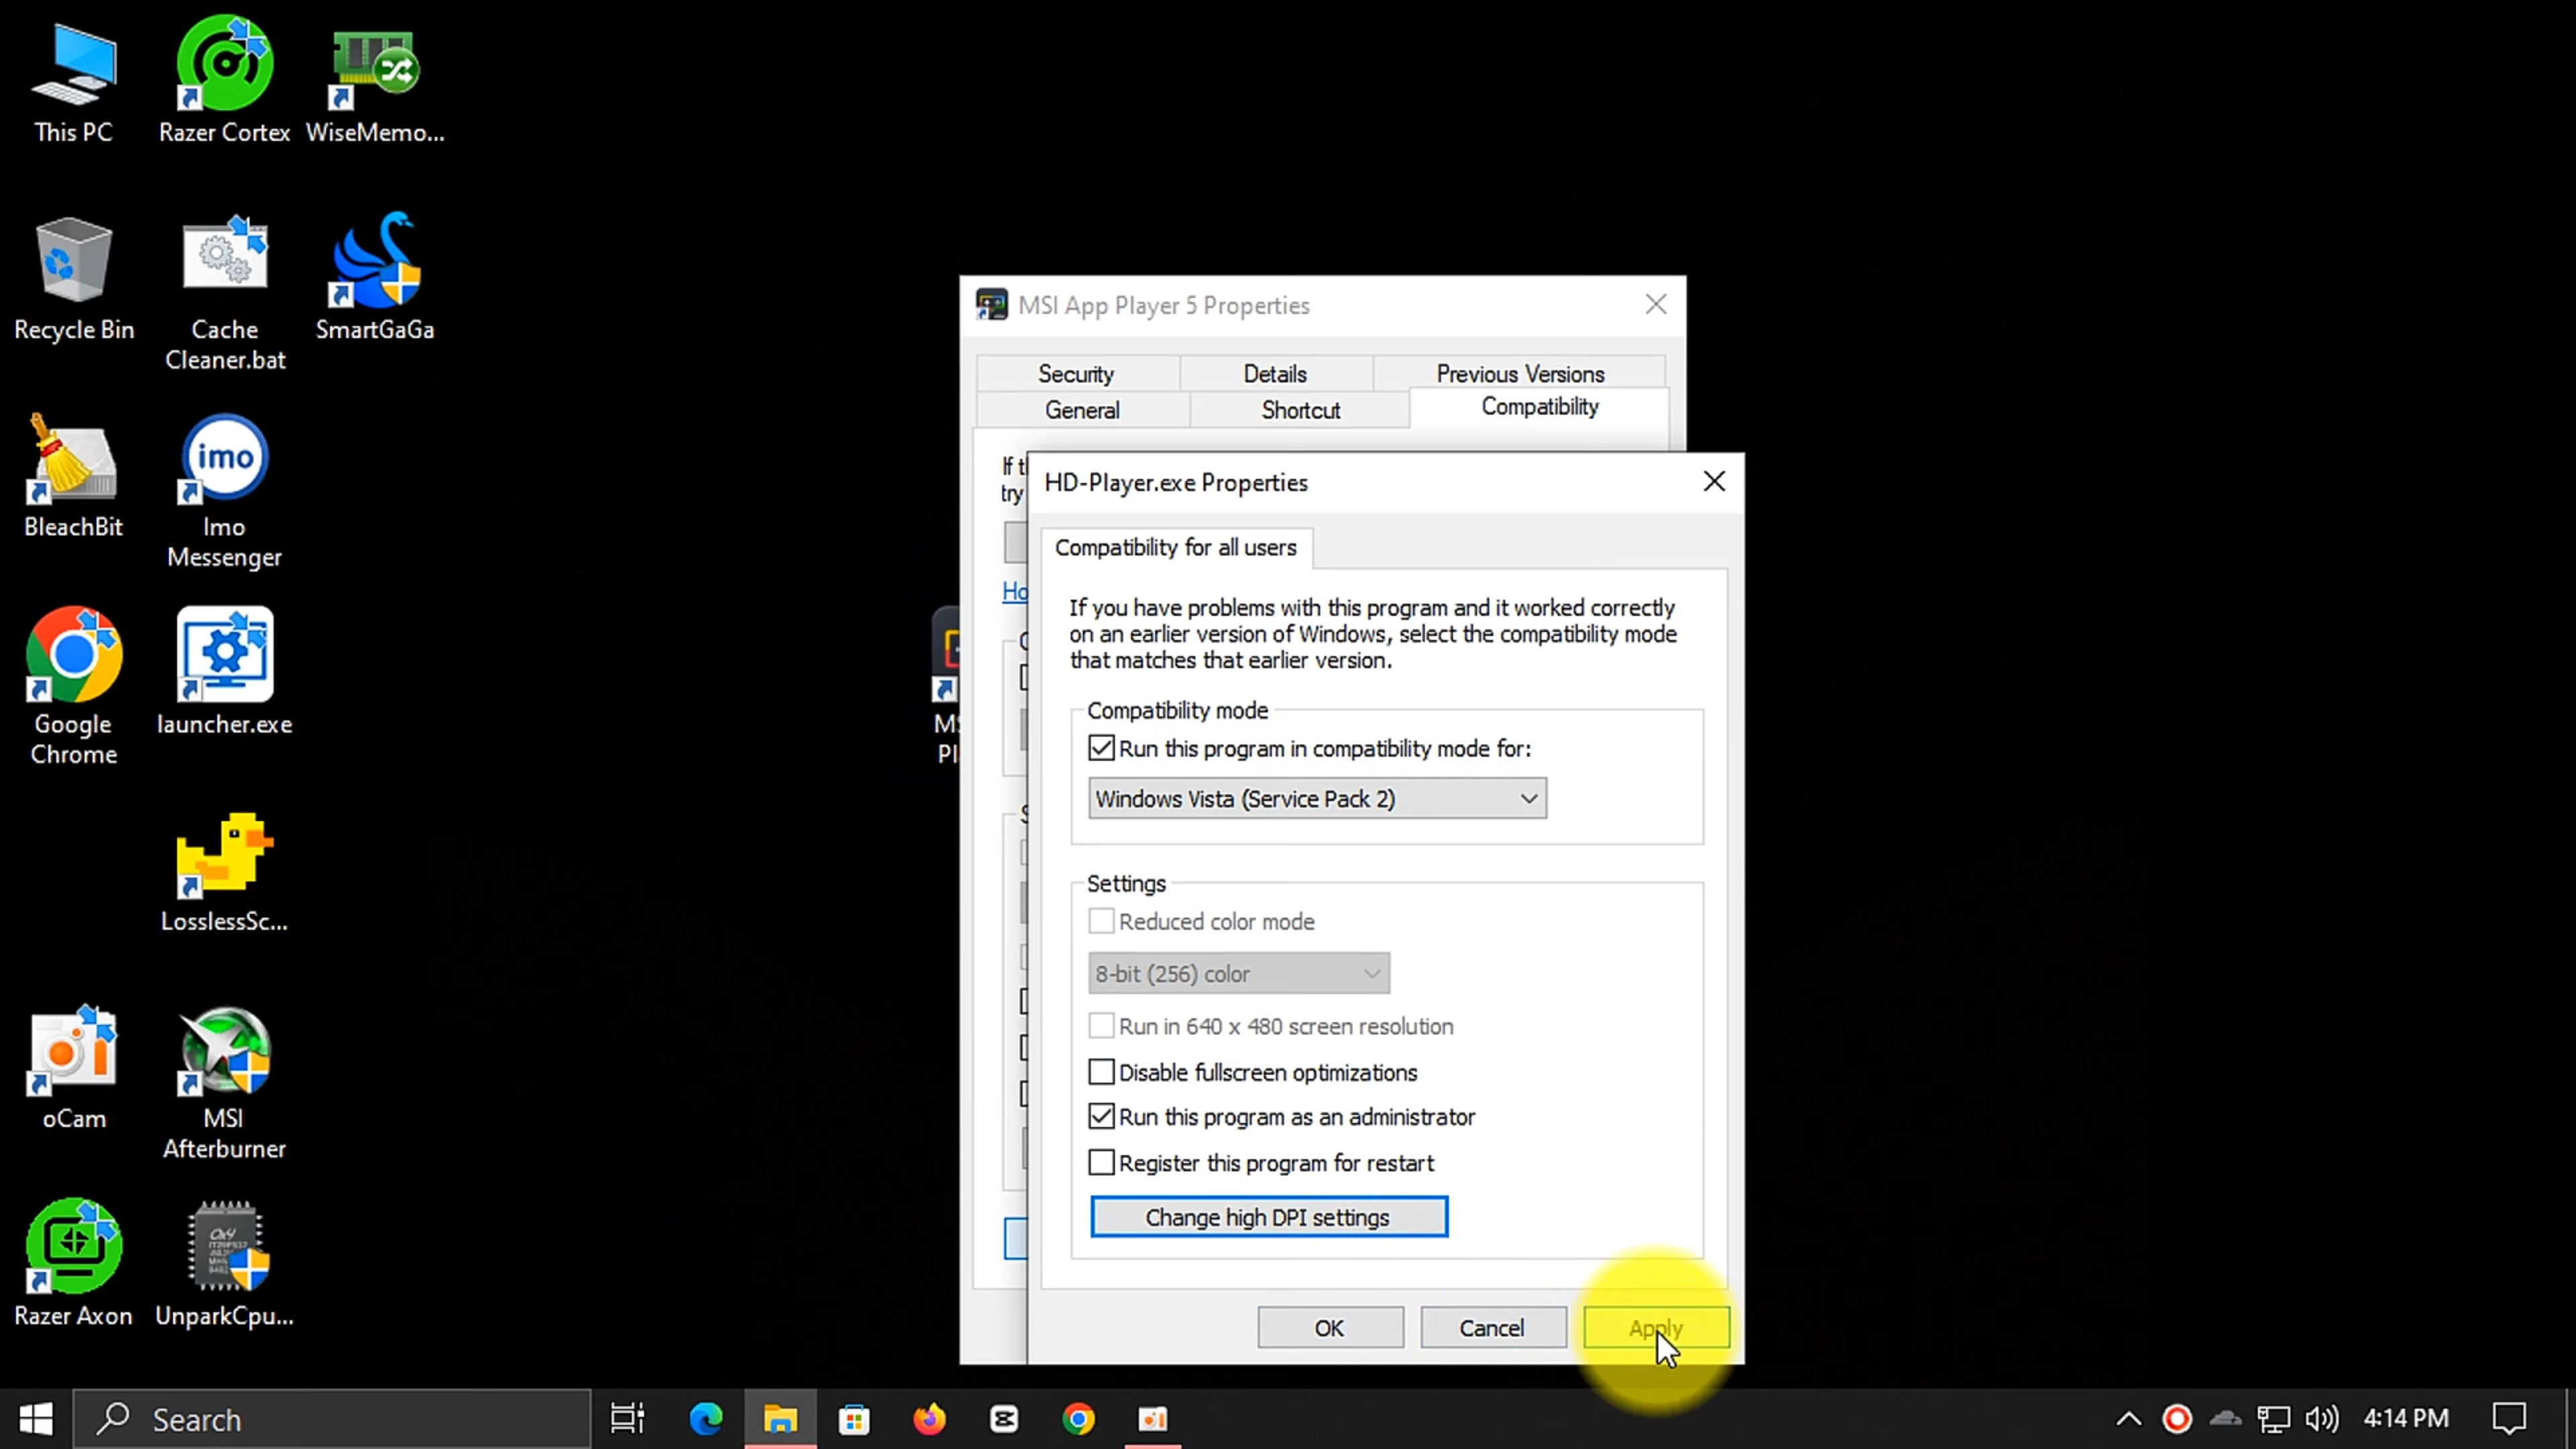 This PC
Razer Cortex
WiseMemo...
Recycle Bin
Cache
Cleaner.bat
SmartGaGa
BleachBit
imo
Imo
Messenger
Google
Chrome
launcher.exe
LosslessSc...
oCam
MSI
Afterburner
Razer Axon
UnparkCpu...
MSI App Player 5 Properties
Security
Details
Previous Versions
General
Shortcut
Compatibility
try
HD-Player.exe Properties
Compatibility for all users
If you have problems with this program and it worked correctly
on an earlier version of Windows, select the compatibility mode
that matches that earlier version.
Compatibility mode
Run this program in compatibility mode for:
Windows Vista (Service Pack 2)
Settings
Reduced color mode
8-bit (256) color
Run in 640 x 480 screen resolution
Disable fullscreen optimizations
Run this program as an administrator
Register this program for restart
Change high DPI settings
OK
Cancel
Apply
Search
4:14 PM